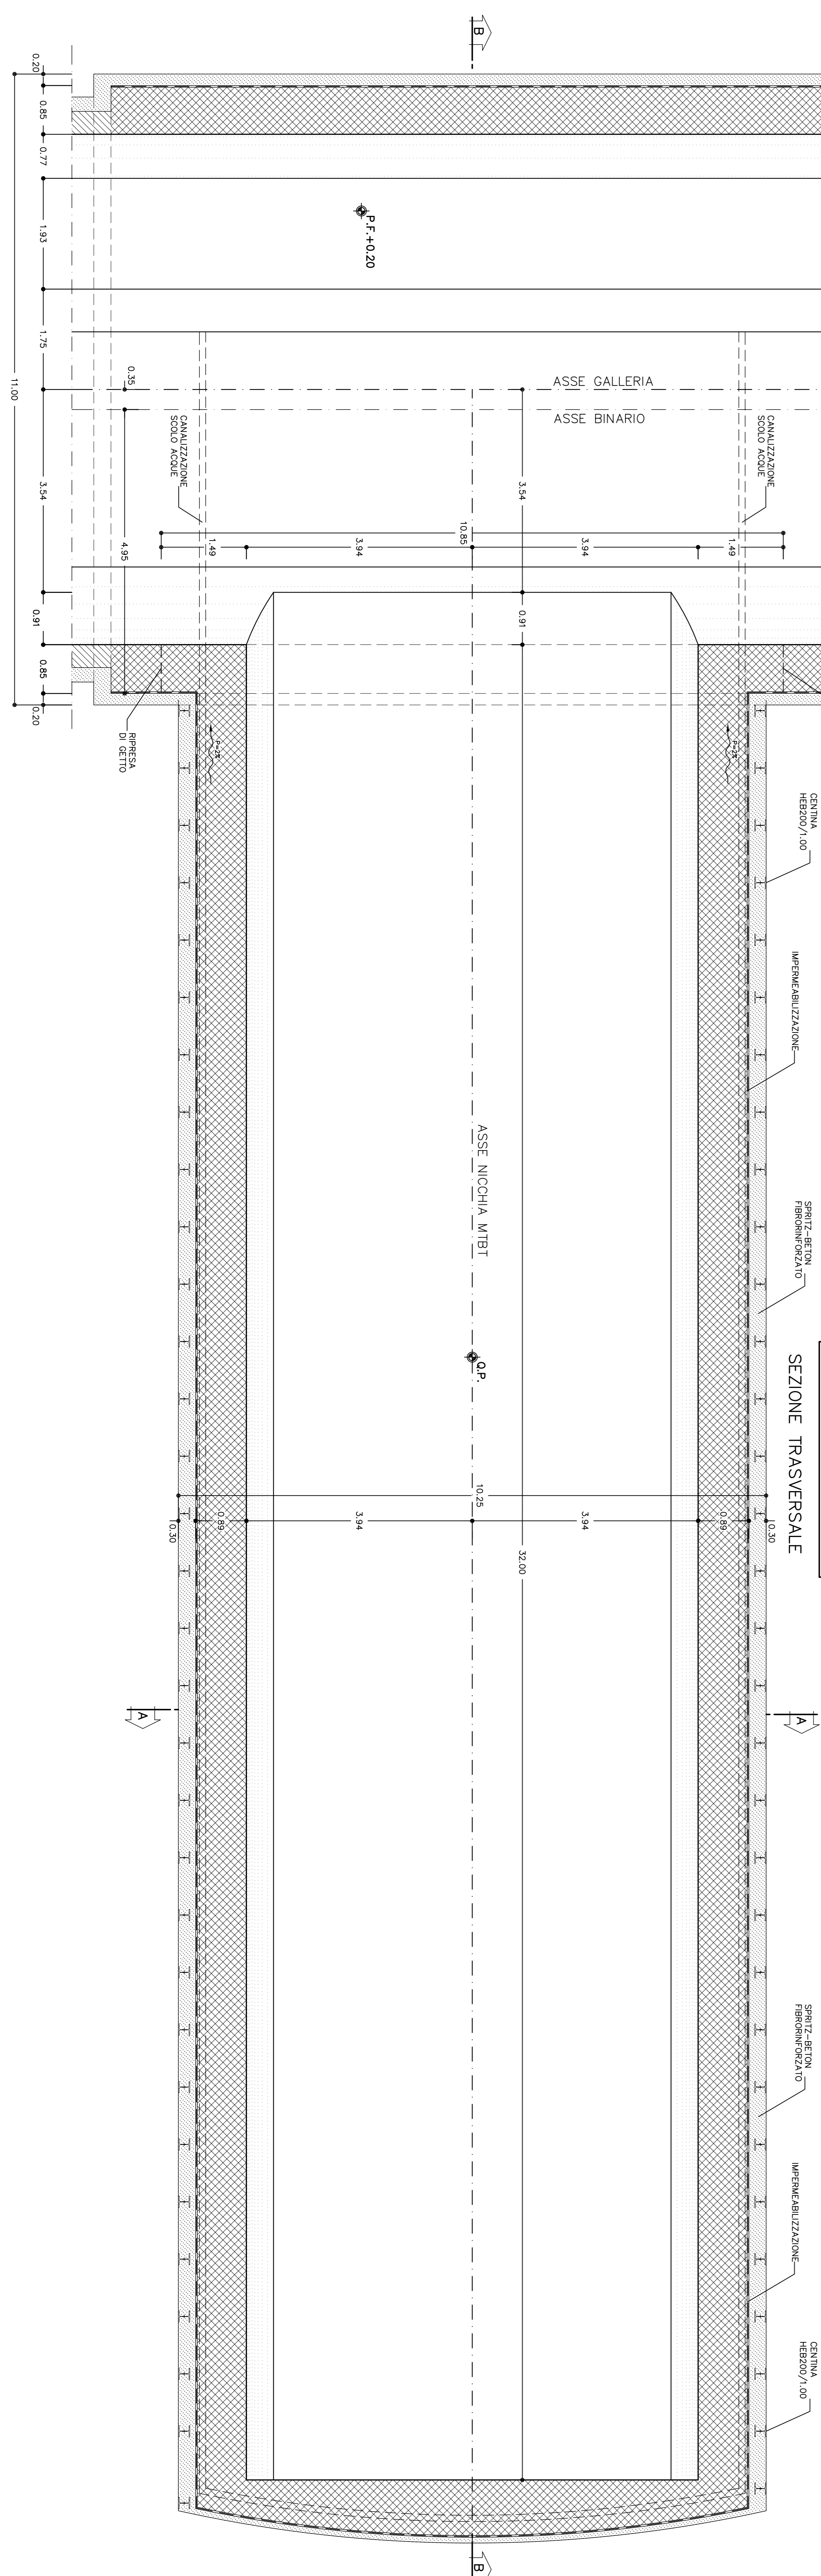 B
0.20
0.85
0.77
1.93
1.75
3.54
0.91
0.85
0.20
11.00
P.F.+0.20
0.35
4.95
ASSE GALLERIA
ASSE BINARIO
CANALIZZAZIONE
SCOLO ACQUE
CANALIZZAZIONE
SCOLO ACQUE
3.54
10.85
1.49
3.94
3.94
1.49
0.91
RIPRESA
DI GETTO
P=2%
P=2%
CENTINA
HEB200/1.00
IMPERMEABILIZZAZIONE
SPRITZ-BETON
FIBRORINFORZATO
ASSE NICCHIA MTBT
Q.P.
SEZIONE TRASVERSALE
10.25
0.30
0.89
3.94
3.94
0.89
0.30
32.00
A
A
SPRITZ-BETON
FIBRORINFORZATO
IMPERMEABILIZZAZIONE
CENTINA
HEB200/1.00
B